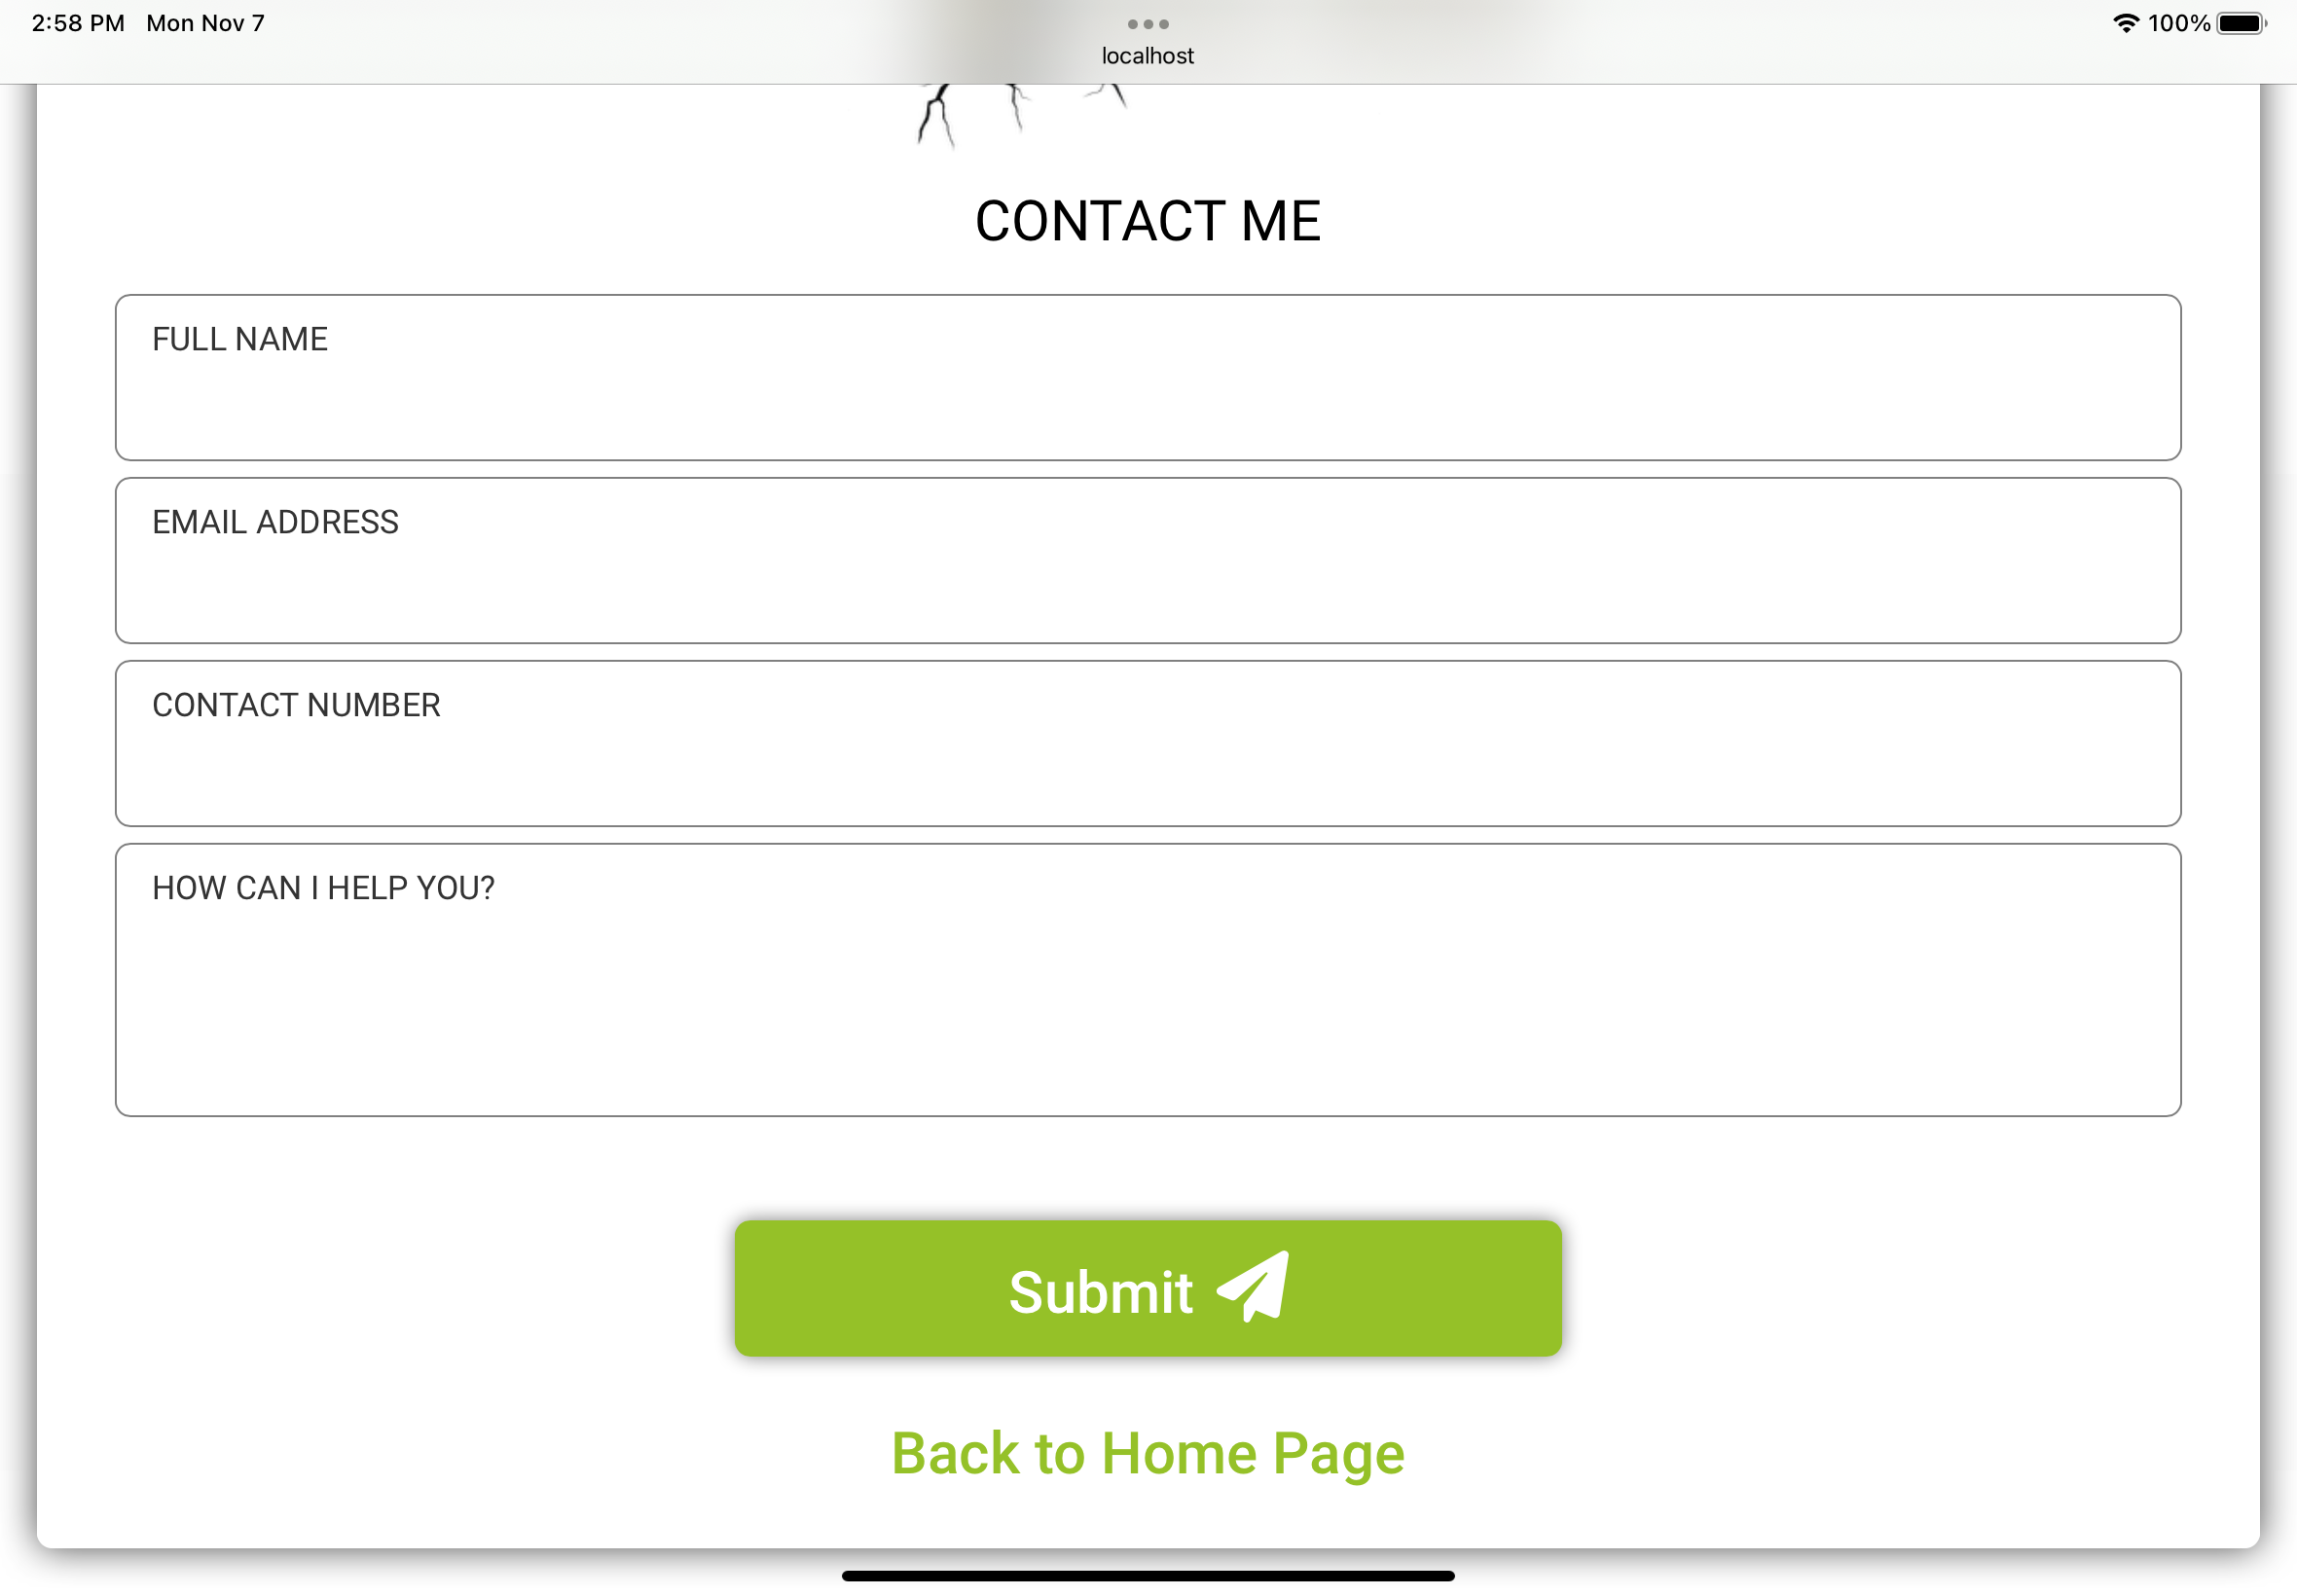 2:58 PM Mon Nov 7
100%
localhost
CONTACT ME
FULL NAME
EMAIL ADDRESS
CONTACT NUMBER
HOW CAN I HELP YOU?
Submit
Back to Home Page